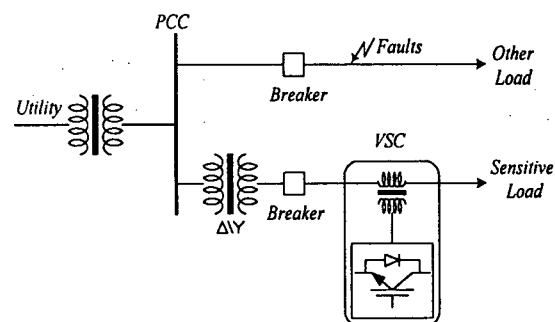 PCC
Faults
Other
Load
Breaker
Utility
VSC
Sensitive
Load
Breaker
Δ\Y